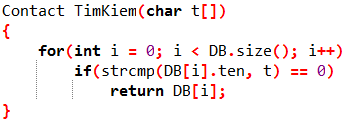 Contact TimKiem(char t[])
{
    for(int i = 0; i < DB.size(); i++)
        if(strcmp(DB[i].ten, t) == 0)
            return DB[i];
}